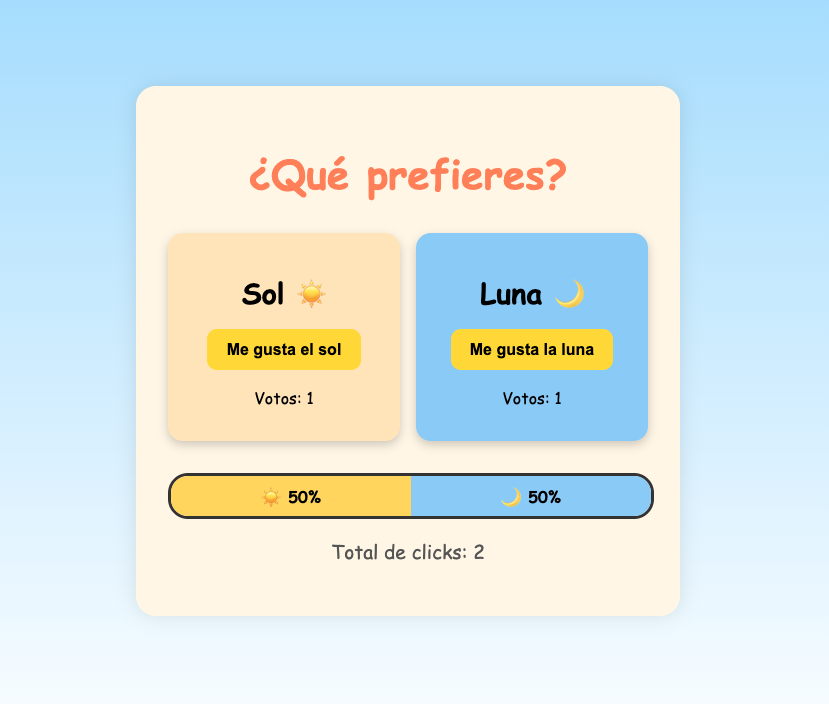 ¿Qué prefieres?
Sol ☀️
Me gusta el sol
Votos: 1
Luna 🌙
Me gusta la luna
Votos: 1
☀️ 50%
🌙 50%
Total de clicks: 2